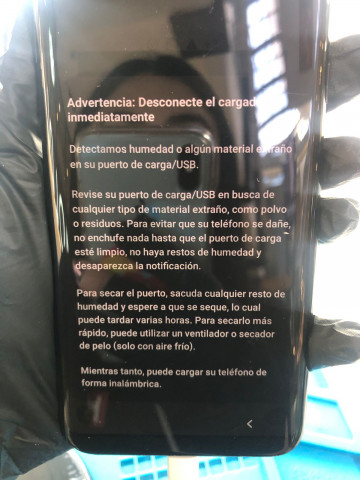 Advertencia: Desconecte el cargador
inmediatamente
Detectamos humedad o algún material extraño
en su puerto de carga/USB.
Revise su puerto de carga/USB en busca de
cualquier tipo de material extraño, como polvo
o residuos. Para evitar que su teléfono se dañe,
no enchufe nada hasta que el puerto de carga
esté limpio, no haya restos de humedad y
desaparezca la notificación.
Para secar el puerto, sacuda cualquier resto de
humedad y espere a que se seque, lo cual
puede tardar varias horas. Para secarlo más
rápido, puede utilizar un ventilador o secador
de pelo (solo con aire frío).
Mientras tanto, puede cargar su teléfono de
forma inalámbrica.